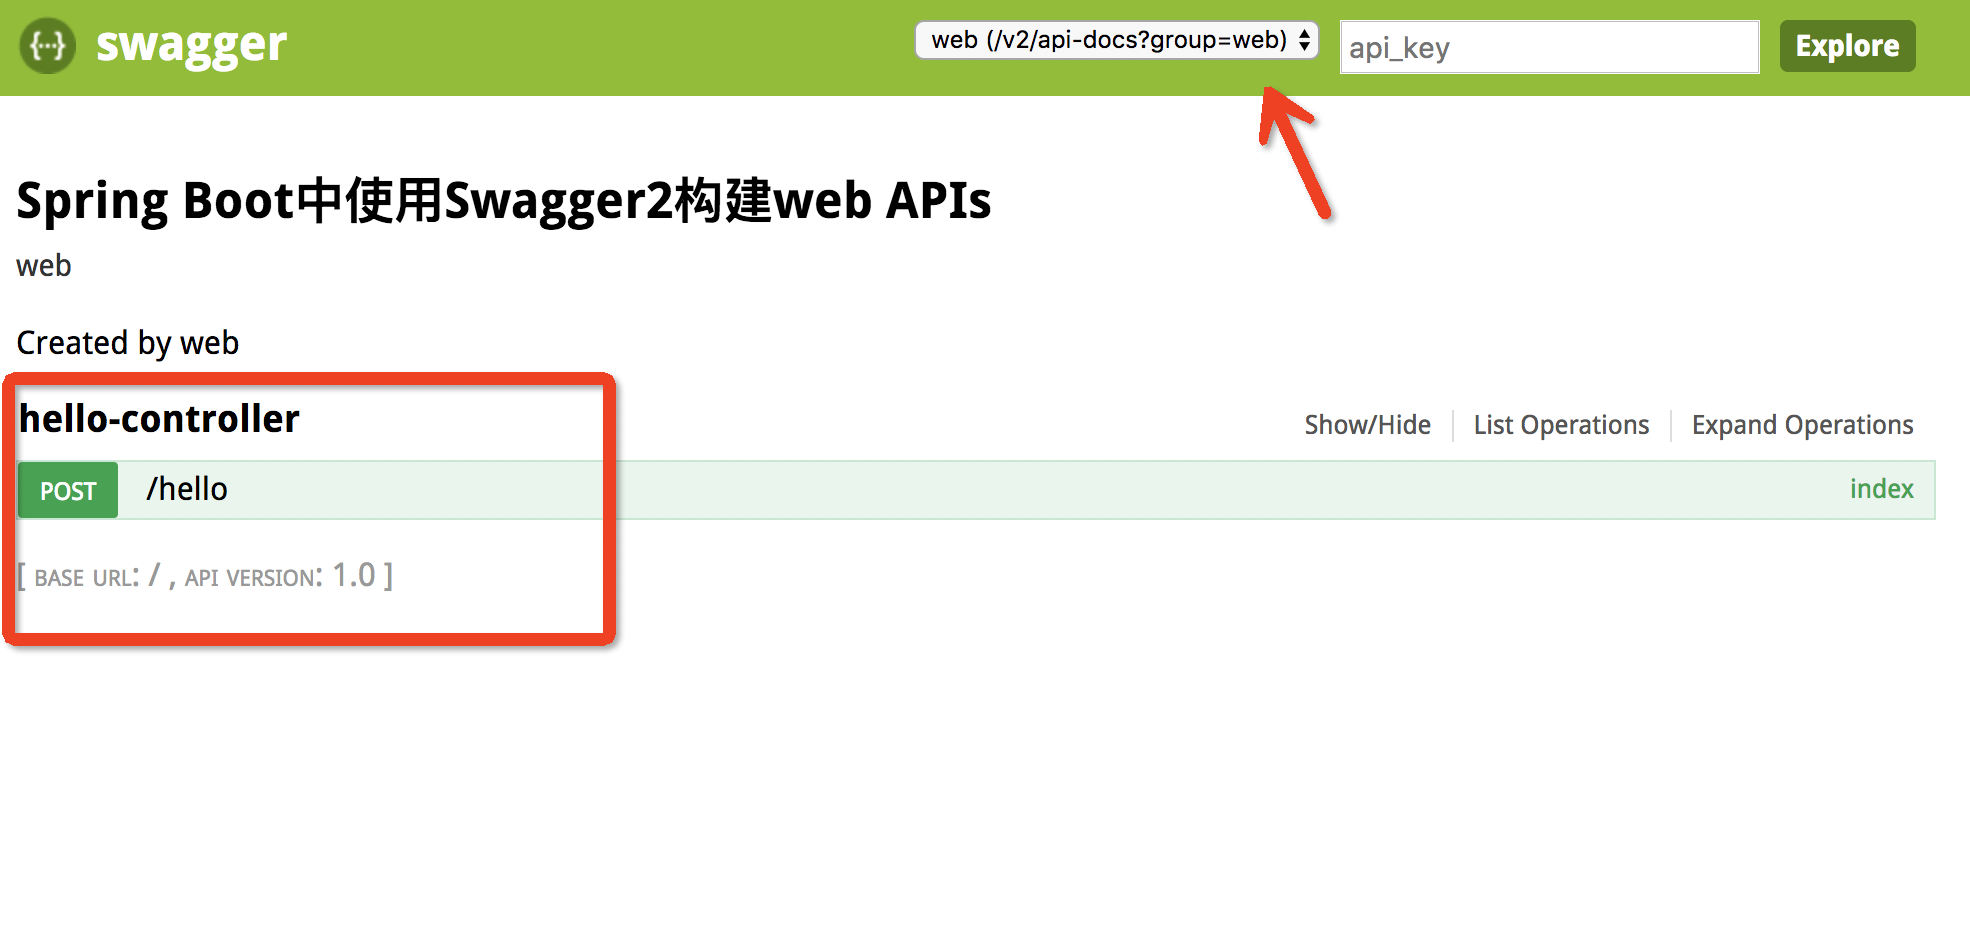 {···} swagger
web (/v2/api-docs?group=web)
api_key
Explore
Spring Boot中使用Swagger2构建web APIs
web
Created by web
hello-controller
Show/Hide
List Operations
Expand Operations
POST
/hello
index
[ BASE URL: / , API VERSION: 1.0 ]